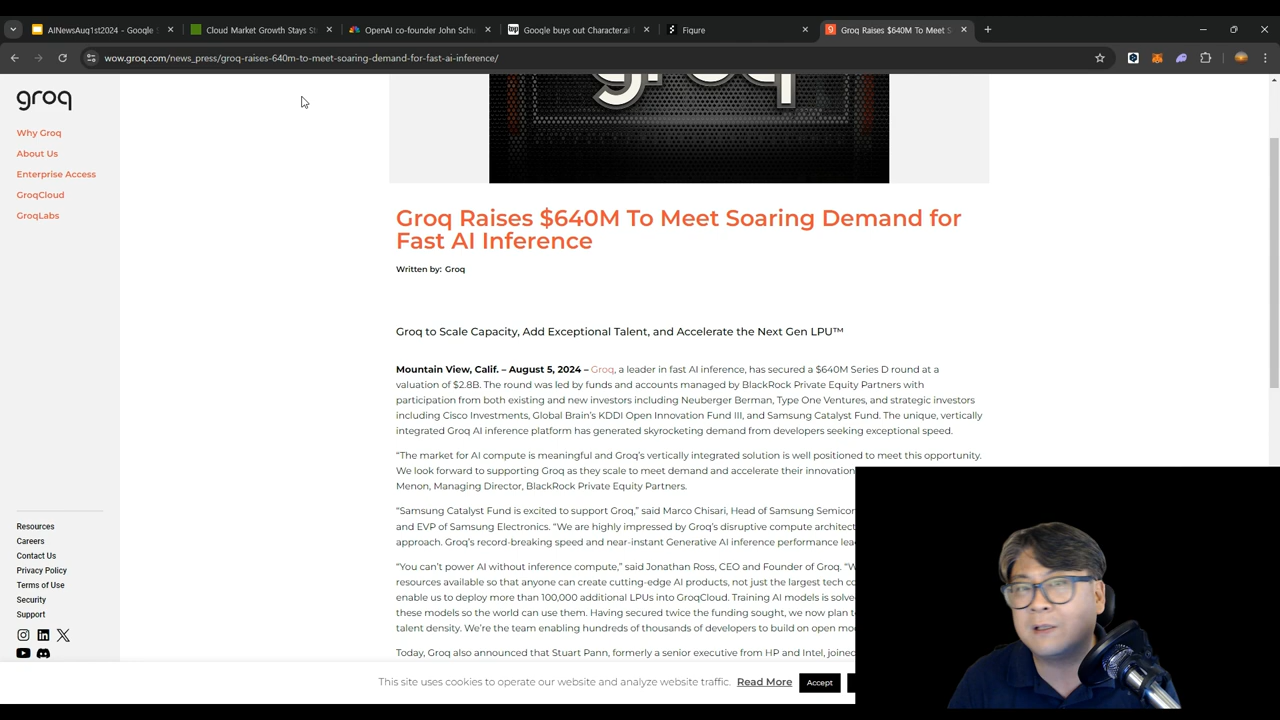 AINewsAug1st2024 - Google S
Cloud Market Growth Stays St
OpenAI co-founder John Schu
Google buys out Character.ai
Figure
Groq Raises $640M To Meet S
wow.groq.com/news_press/groq-raises-640m-to-meet-soaring-demand-for-fast-ai-inference/
groq
Why Groq
About Us
Enterprise Access
GroqCloud
GroqLabs
Resources
Careers
Contact Us
Privacy Policy
Terms of Use
Security
Support
groq
Groq Raises $640M To Meet Soaring Demand for
Fast AI Inference
Written by: Groq
Groq to Scale Capacity, Add Exceptional Talent, and Accelerate the Next Gen LPU™
Mountain View, Calif. – August 5, 2024 – Groq, a leader in fast AI inference, has secured a $640M Series D round at a
valuation of $2.8B. The round was led by funds and accounts managed by BlackRock Private Equity Partners with
participation from both existing and new investors including Neuberger Berman, Type One Ventures, and strategic investors
including Cisco Investments, Global Brain’s KDDI Open Innovation Fund III, and Samsung Catalyst Fund. The unique, vertically
integrated Groq AI inference platform has generated skyrocketing demand from developers seeking exceptional speed.
“The market for AI compute is meaningful and Groq’s vertically integrated solution is well positioned to meet this opportunity.
We look forward to supporting Groq as they scale to meet demand and accelerate their innovation
Menon, Managing Director, BlackRock Private Equity Partners.
“Samsung Catalyst Fund is excited to support Groq,” said Marco Chisari, Head of Samsung Semicon
and EVP of Samsung Electronics. “We are highly impressed by Groq’s disruptive compute architect
approach. Groq’s record-breaking speed and near-instant Generative AI inference performance lea
“You can’t power AI without inference compute,” said Jonathan Ross, CEO and Founder of Groq. “W
resources available so that anyone can create cutting-edge AI products, not just the largest tech co
enable us to deploy more than 100,000 additional LPUs into GroqCloud. Training AI models is solve
these models so the world can use them. Having secured twice the funding sought, we now plan t
talent density. We’re the team enabling hundreds of thousands of developers to build on open mo
Today, Groq also announced that Stuart Pann, formerly a senior executive from HP and Intel, joined
This site uses cookies to operate our website and analyze website traffic. Read More Accept